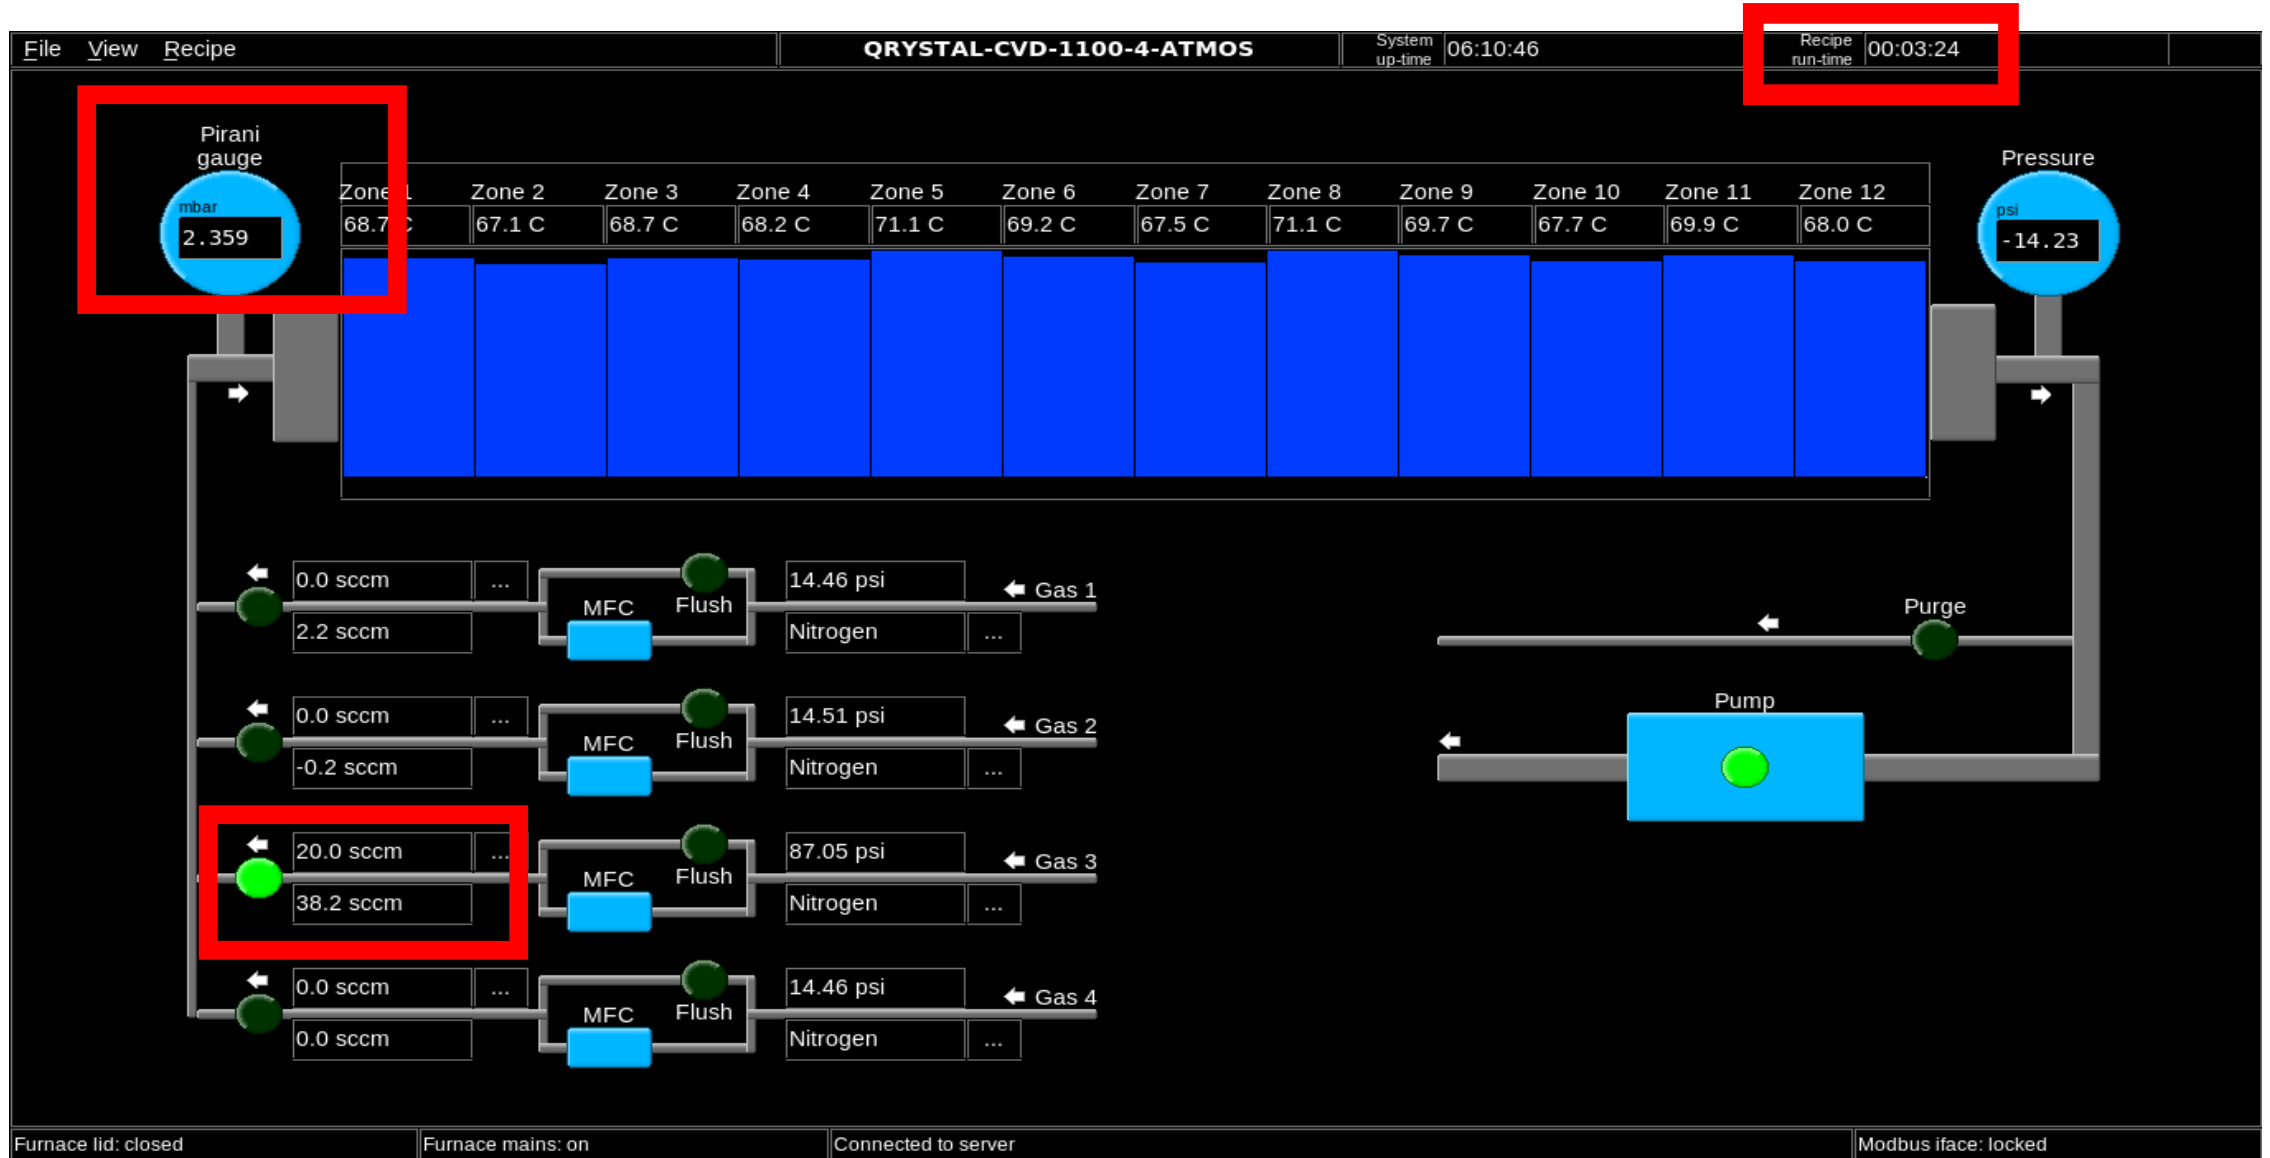 File View Recipe QRYSTAL-CVD-1100-4-ATMOS System up-time 06:10:46 Recipe run-time 00:03:24
Pirani
gauge
mbar
2.359
Pressure
psi
-14.23
Zone 1 Zone 2 Zone 3 Zone 4 Zone 5 Zone 6 Zone 7 Zone 8 Zone 9 Zone 10 Zone 11 Zone 12
68.7 C 67.1 C 68.7 C 68.2 C 71.1 C 69.2 C 67.5 C 71.1 C 69.7 C 67.7 C 69.9 C 68.0 C
0.0 sccm ... 14.46 psi Gas 1
MFC Flush
2.2 sccm Nitrogen ...
0.0 sccm ... 14.51 psi Gas 2
MFC Flush
-0.2 sccm Nitrogen ...
20.0 sccm ... 87.05 psi Gas 3
MFC Flush
38.2 sccm Nitrogen ...
0.0 sccm ... 14.46 psi Gas 4
MFC Flush
0.0 sccm Nitrogen ...
Purge
Pump
Furnace lid: closed Furnace mains: on Connected to server Modbus iface: locked